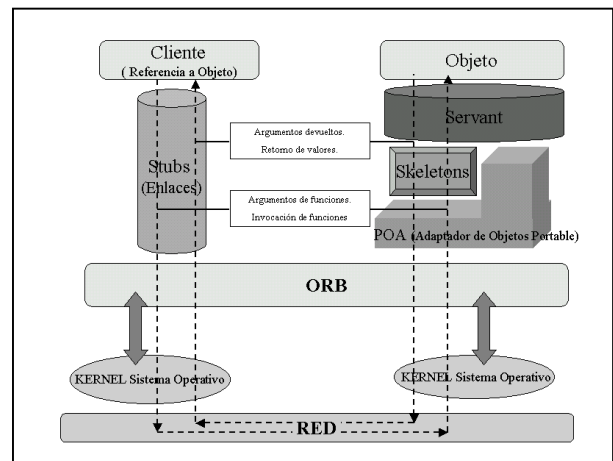 Cliente
( Referencia a Objeto)
Objeto
Servant
Argumentos devueltos.
Retorno de valores.
Stubs
(Enlaces)
Skeletons
Argumentos de funciones.
Invocación de funciones
POA (Adaptador de Objetos Portable)
ORB
KERNEL Sistema Operativo
KERNEL Sistema Operativo
RED